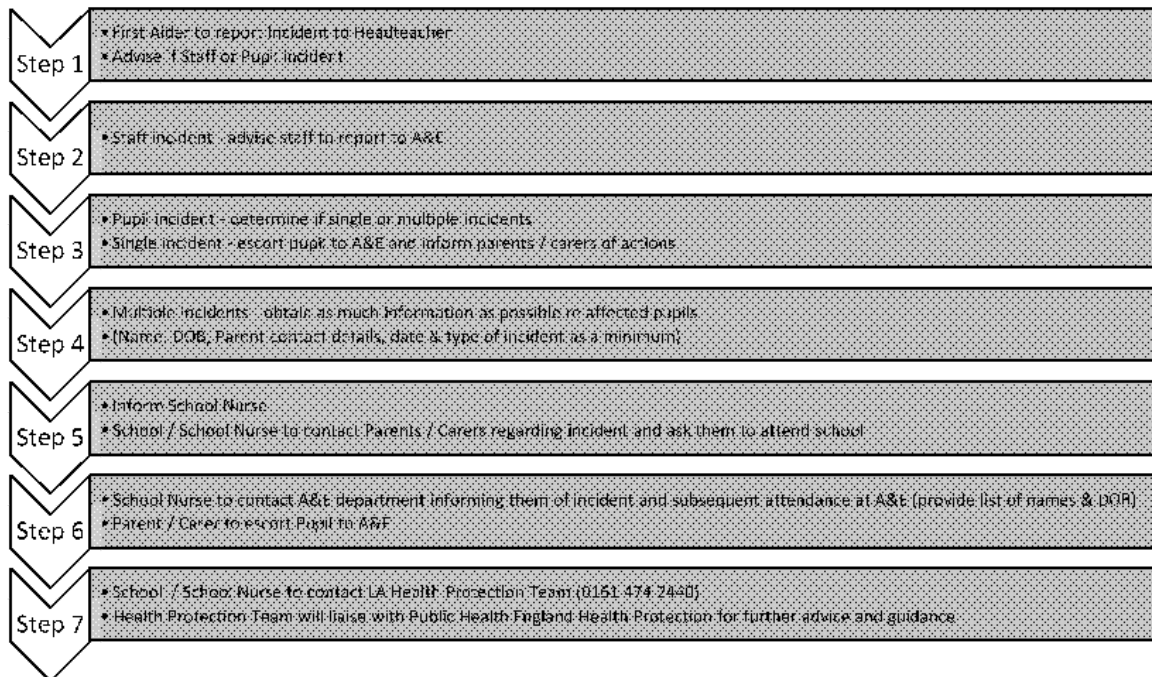 Step 1
• First Aider to report Incident to Headteacher
• Advise if Staff or Pupil Incident
Step 2
• Staff incident - advise staff to report to A&E
Step 3
• Pupil incident - determine if single or multiple incidents
• Single incident - escort pupil to A&E and inform parents / carers of actions
Step 4
• Multiple incidents - obtain as much information as possible re affected pupils
• (Name, DOB, Parent contact details, date & type of incident as a minimum)
Step 5
• Inform School Nurse
• School / School Nurse to contact Parents / Carers regarding incident and ask them to attend school
Step 6
• School Nurse to contact A&E department informing them of incident and subsequent attendance at A&E (provide list of names & DOB)
• Parent / Carer to escort Pupil to A&E
Step 7
• School / School Nurse to contact LA Health Protection Team (0161 474 2440)
• Health Protection Team will liaise with Public Health England Health Protection for further advice and guidance